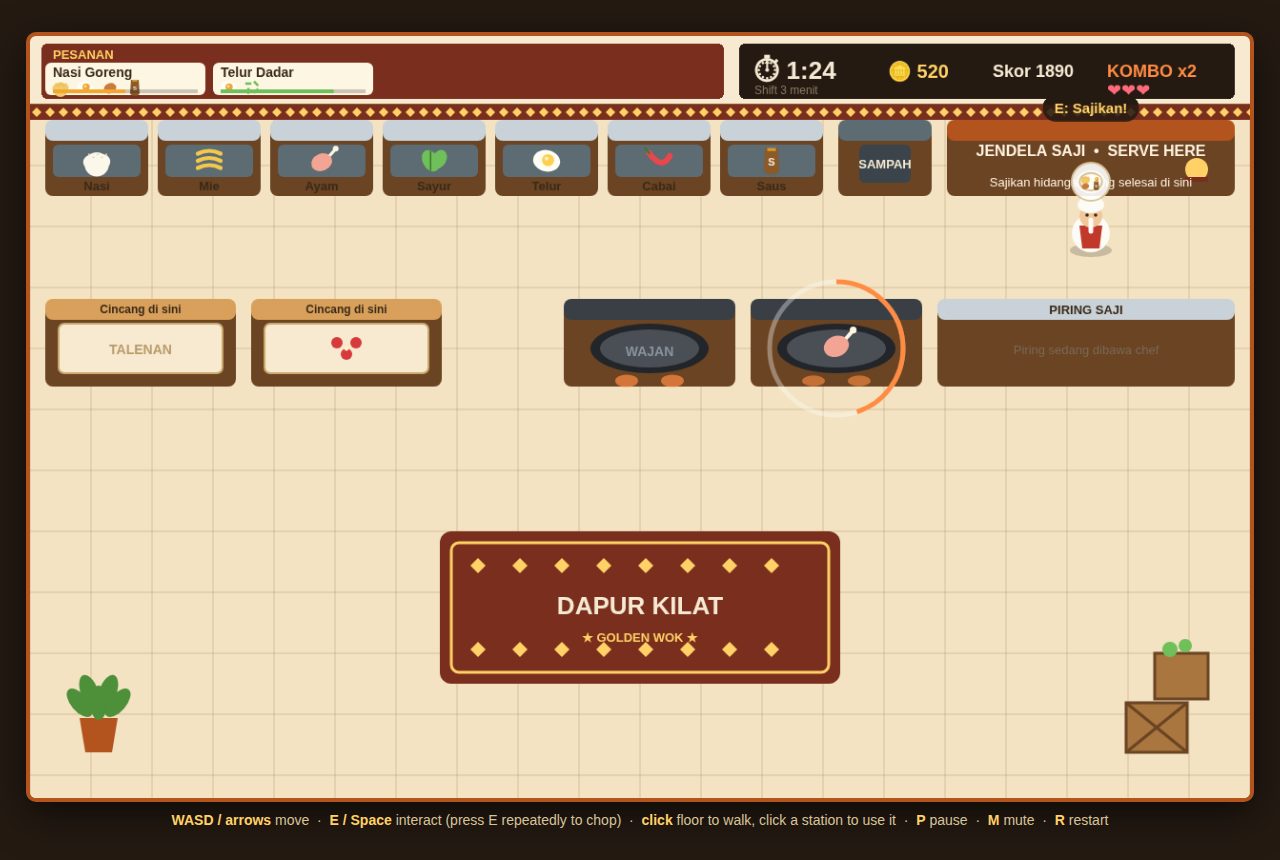 PESANAN
Nasi Goreng
Telur Dadar
1:24
Shift 3 menit
520
Skor 1890
KOMBO x2
E: Sajikan!
Nasi
Mie
Ayam
Sayur
Telur
Cabai
S
Saus
SAMPAH
JENDELA SAJI • SERVE HERE
Sajikan hidang g selesai di sini
Cincang di sini
TALENAN
Cincang di sini
WAJAN
PIRING SAJI
Piring sedang dibawa chef
DAPUR KILAT
★ GOLDEN WOK ★
WASD / arrows move · E / Space interact (press E repeatedly to chop) · click floor to walk, click a station to use it · P pause · M mute · R restart